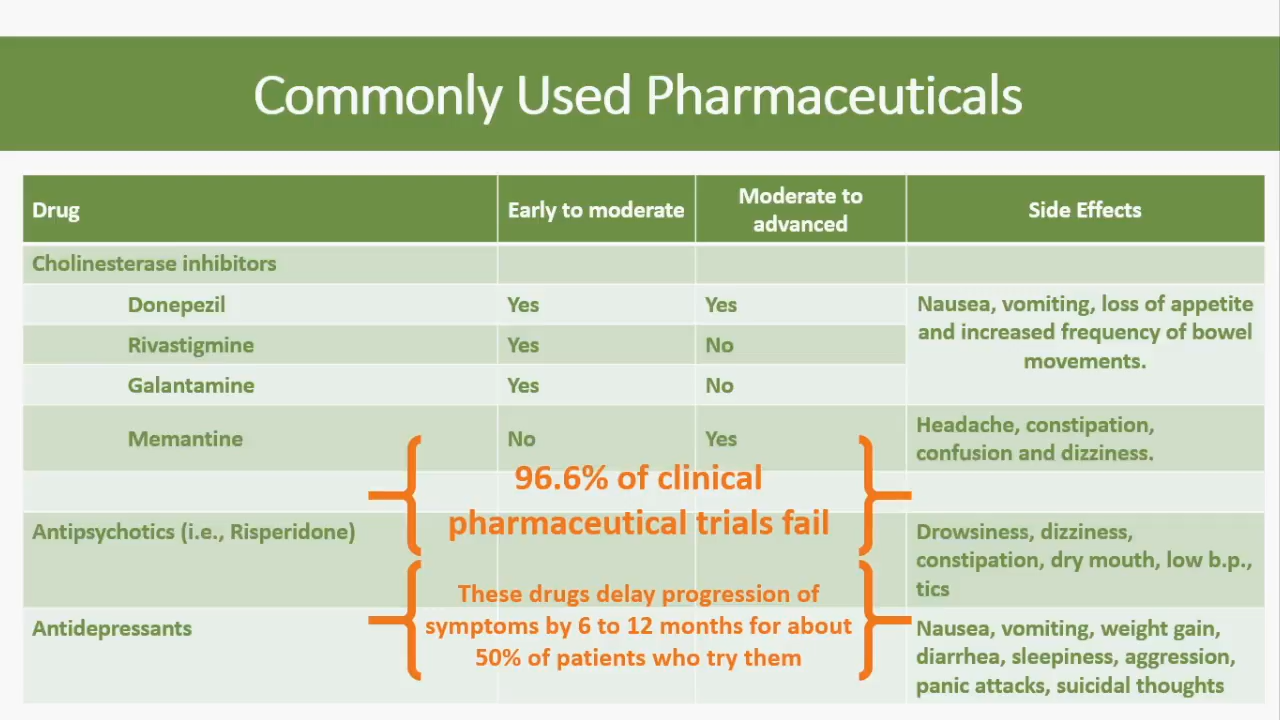 Commonly Used Pharmaceuticals
Drug
Early to moderate
Moderate to
advanced
Side Effects
Cholinesterase inhibitors
Donepezil
Yes
Yes
Nausea, vomiting, loss of appetite
and increased frequency of bowel
movements.
Rivastigmine
Yes
No
Galantamine
Yes
No
Memantine
No
Yes
Headache, constipation,
confusion and dizziness.
96.6% of clinical
pharmaceutical trials fail
Antipsychotics (i.e., Risperidone)
Drowsiness, dizziness,
constipation, dry mouth, low b.p.,
tics
These drugs delay progression of
symptoms by 6 to 12 months for about
50% of patients who try them
Antidepressants
Nausea, vomiting, weight gain,
diarrhea, sleepiness, aggression,
panic attacks, suicidal thoughts